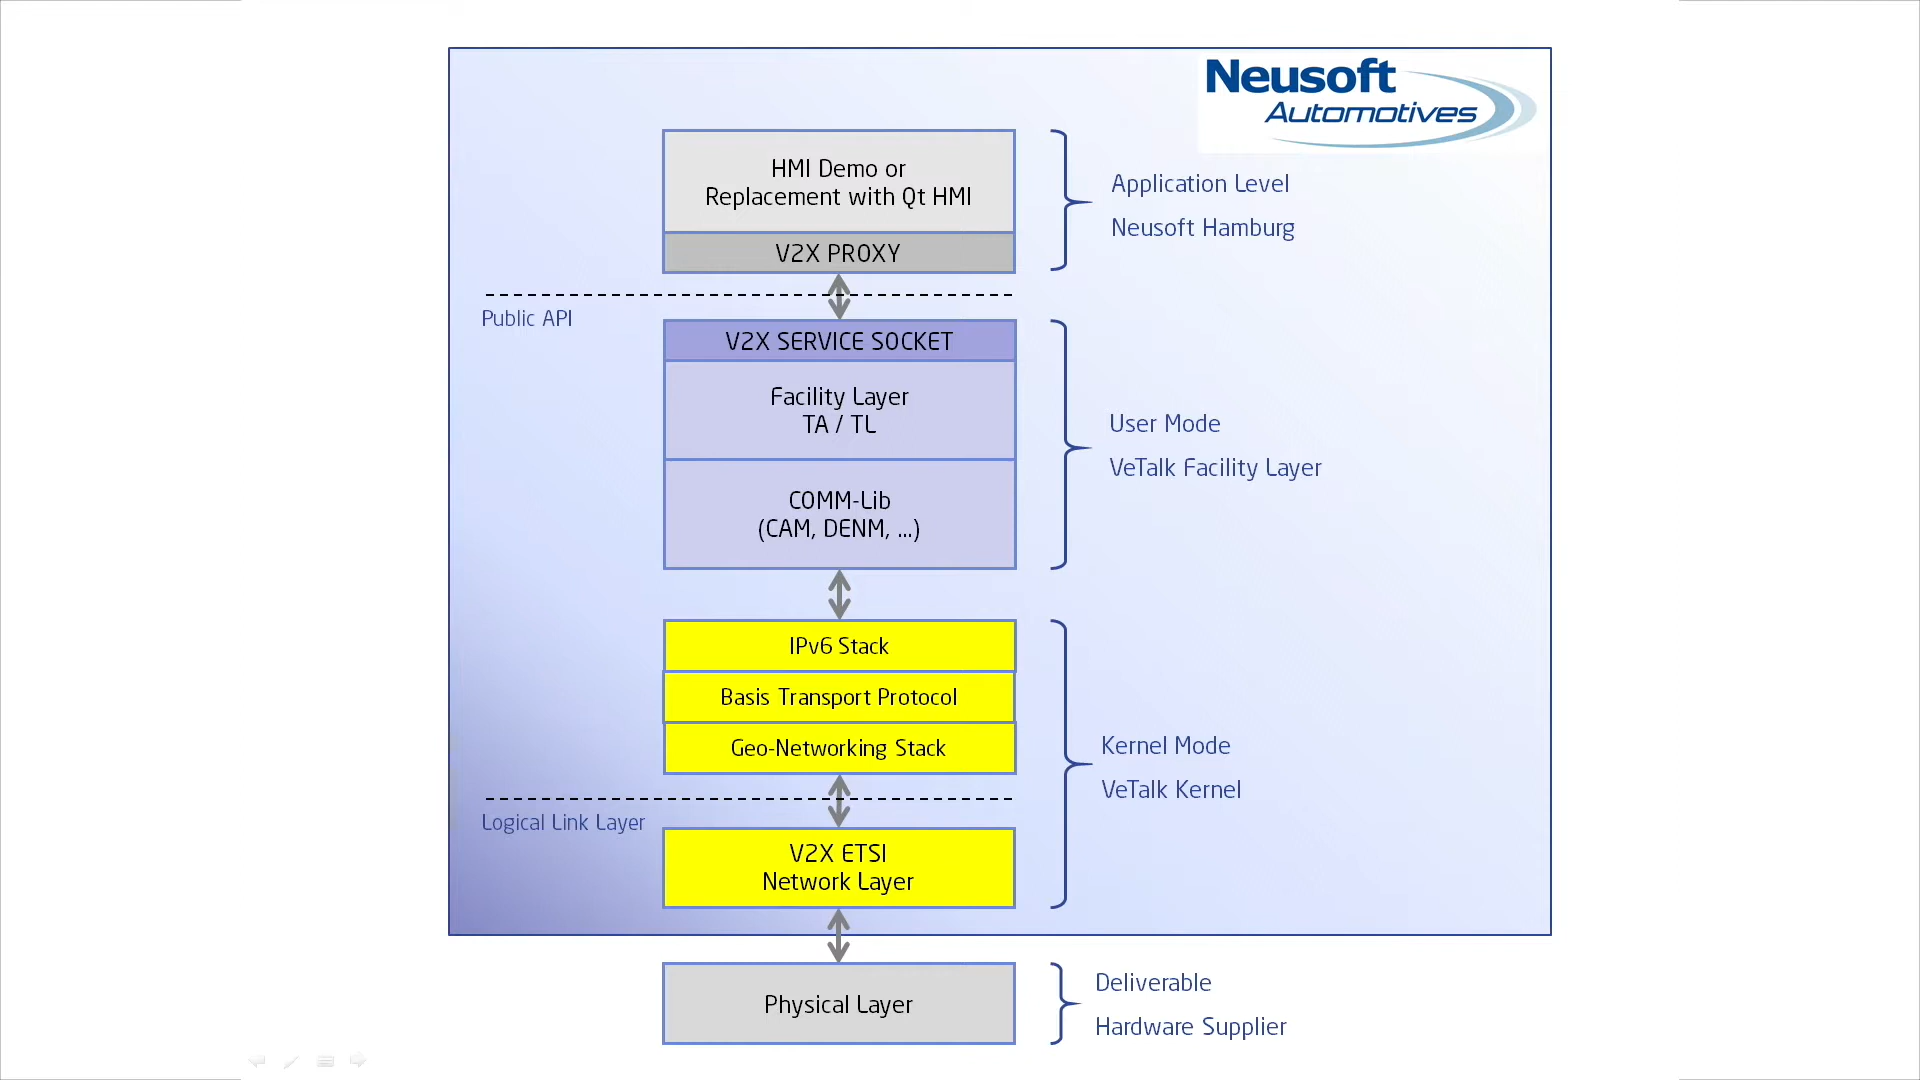 Neusoft
Automotives
HMI Demo or
Replacement with Qt HMI
V2X PROXY
Application Level
Neusoft Hamburg
Public API
V2X SERVICE SOCKET
Facility Layer
TA / TL
COMM-Lib
(CAM, DENM, ...)
User Mode
VeTalk Facility Layer
IPv6 Stack
Basis Transport Protocol
Geo-Networking Stack
Logical Link Layer
V2X ETSI
Network Layer
Kernel Mode
VeTalk Kernel
Physical Layer
Deliverable
Hardware Supplier